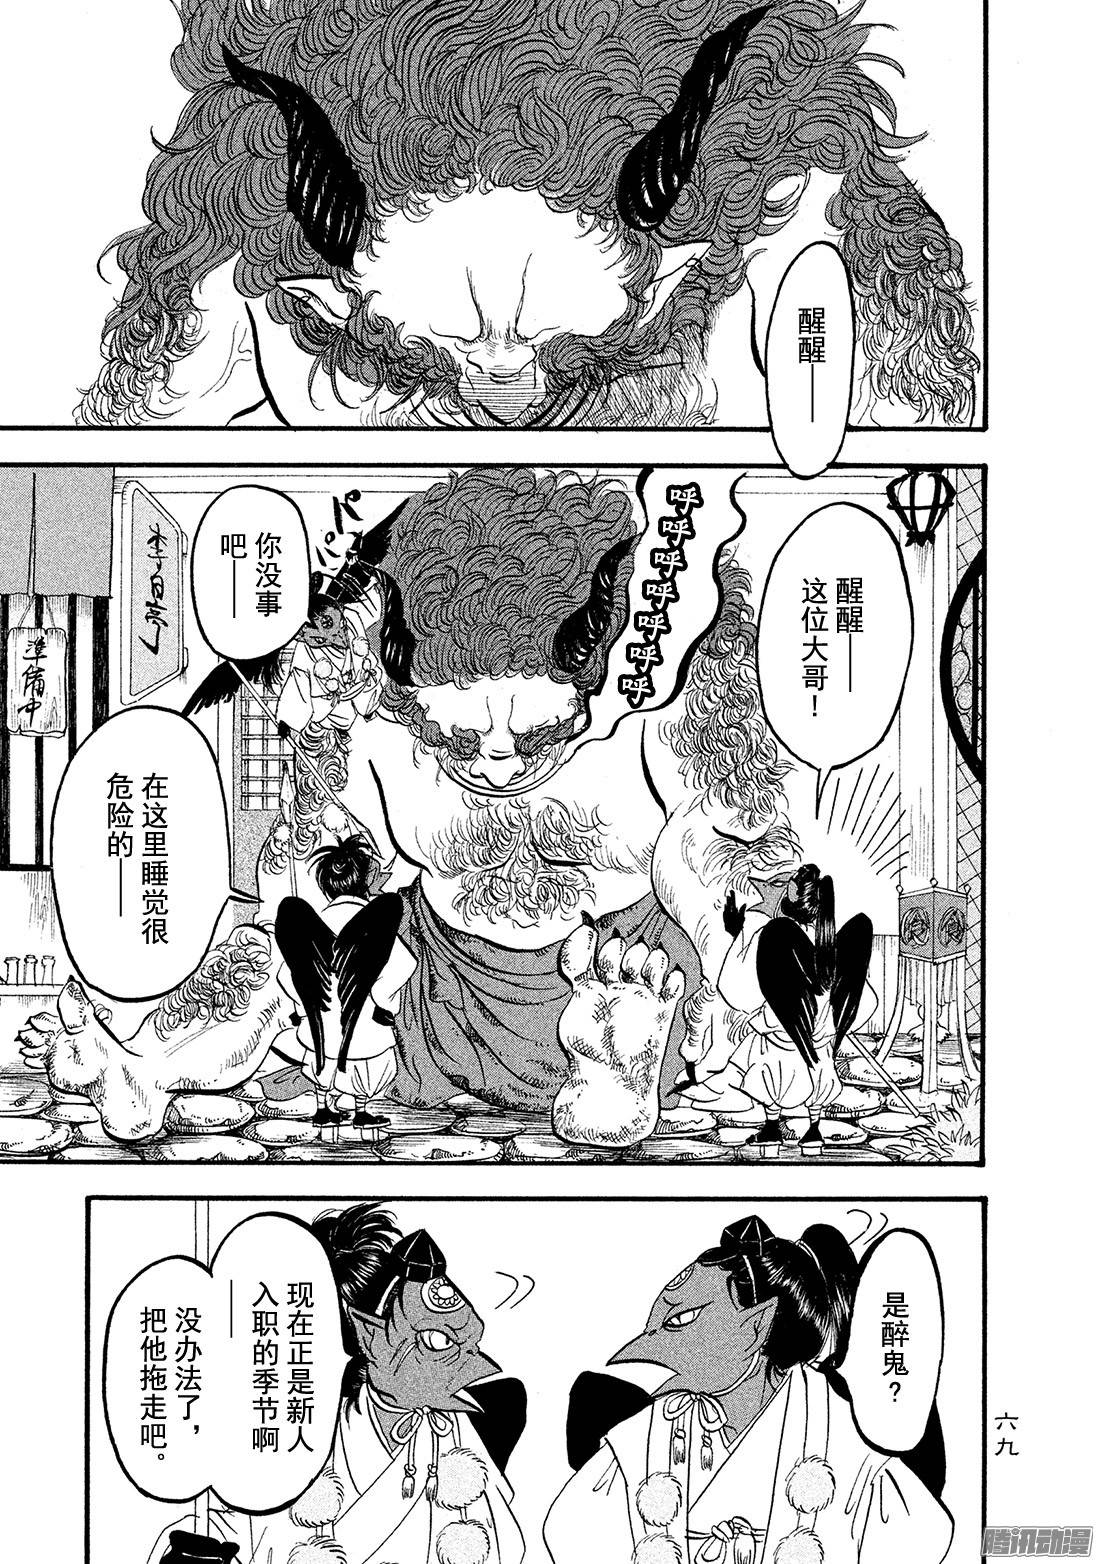 醒
醒
——
醒醒——
这位大哥！
呼呼呼呼呼呼呼
パパパ
你没事
吧——
在这里睡觉很
危险的——
準備中
是醉鬼？
现在正是新人
入职的季节啊
——
没办法了，
把他拖走吧。
六九
腾讯动漫